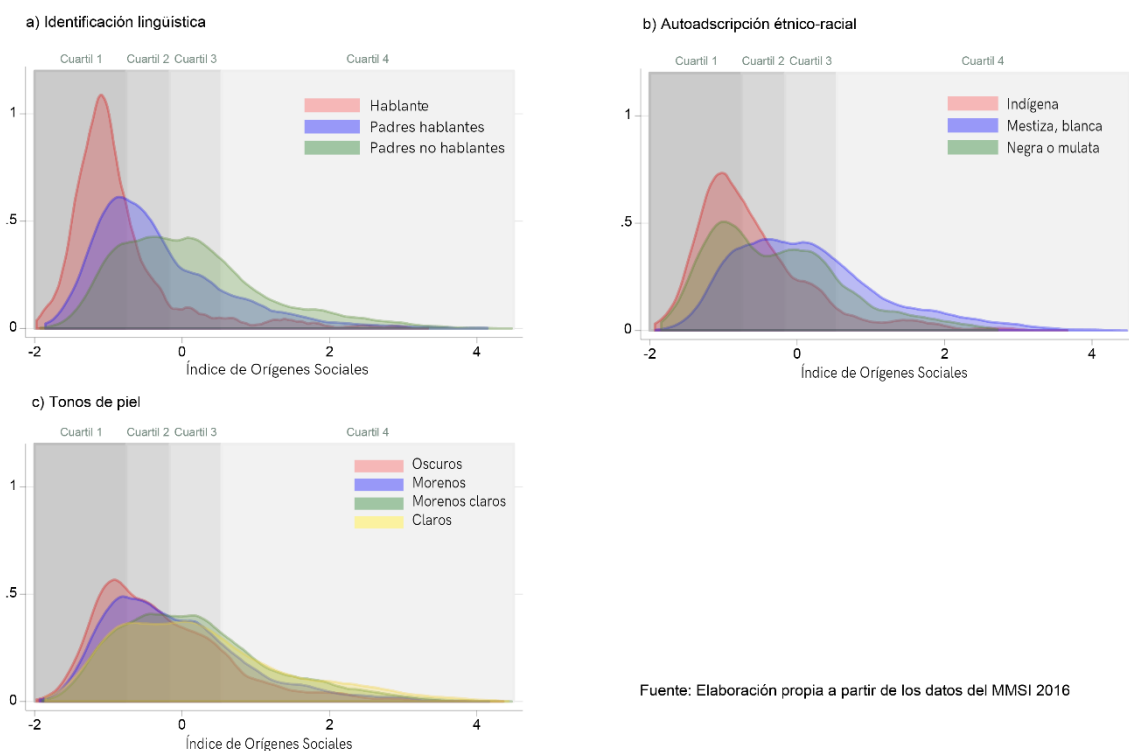 a) Identificación lingüística
Cuartil 1 Cuartil 2 Cuartil 3 Cuartil 4
Hablante
Padres hablantes
Padres no hablantes
1
.5
0
-2 0 2 4
Índice de Orígenes Sociales
b) Autoadscripción étnico-racial
Cuartil 1 Cuartil 2 Cuartil 3 Cuartil 4
Indígena
Mestiza, blanca
Negra o mulata
1
.5
0
-2 0 2 4
Índice de Orígenes Sociales
c) Tonos de piel
Cuartil 1 Cuartil 2 Cuartil 3 Cuartil 4
Oscuros
Morenos
Morenos claros
Claros
1
.5
0
-2 0 2 4
Índice de Orígenes Sociales
Fuente: Elaboración propia a partir de los datos del MMSI 2016